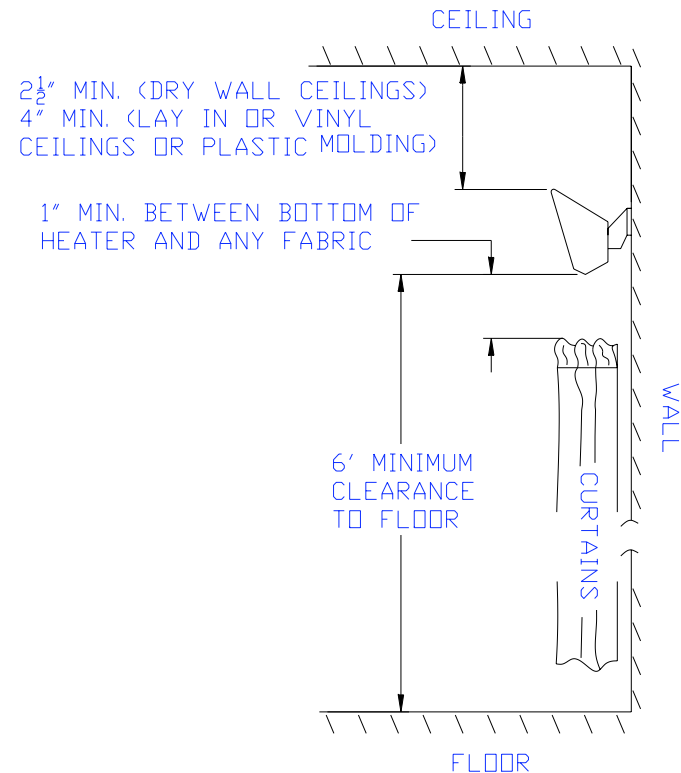 CEILING
2½" MIN. (DRY WALL CEILINGS)
4" MIN. (LAY IN OR VINYL
CEILINGS OR PLASTIC MOLDING)
1" MIN. BETWEEN BOTTOM OF
HEATER AND ANY FABRIC
WALL
6' MINIMUM
CLEARANCE
TO FLOOR
CURTAINS
FLOOR